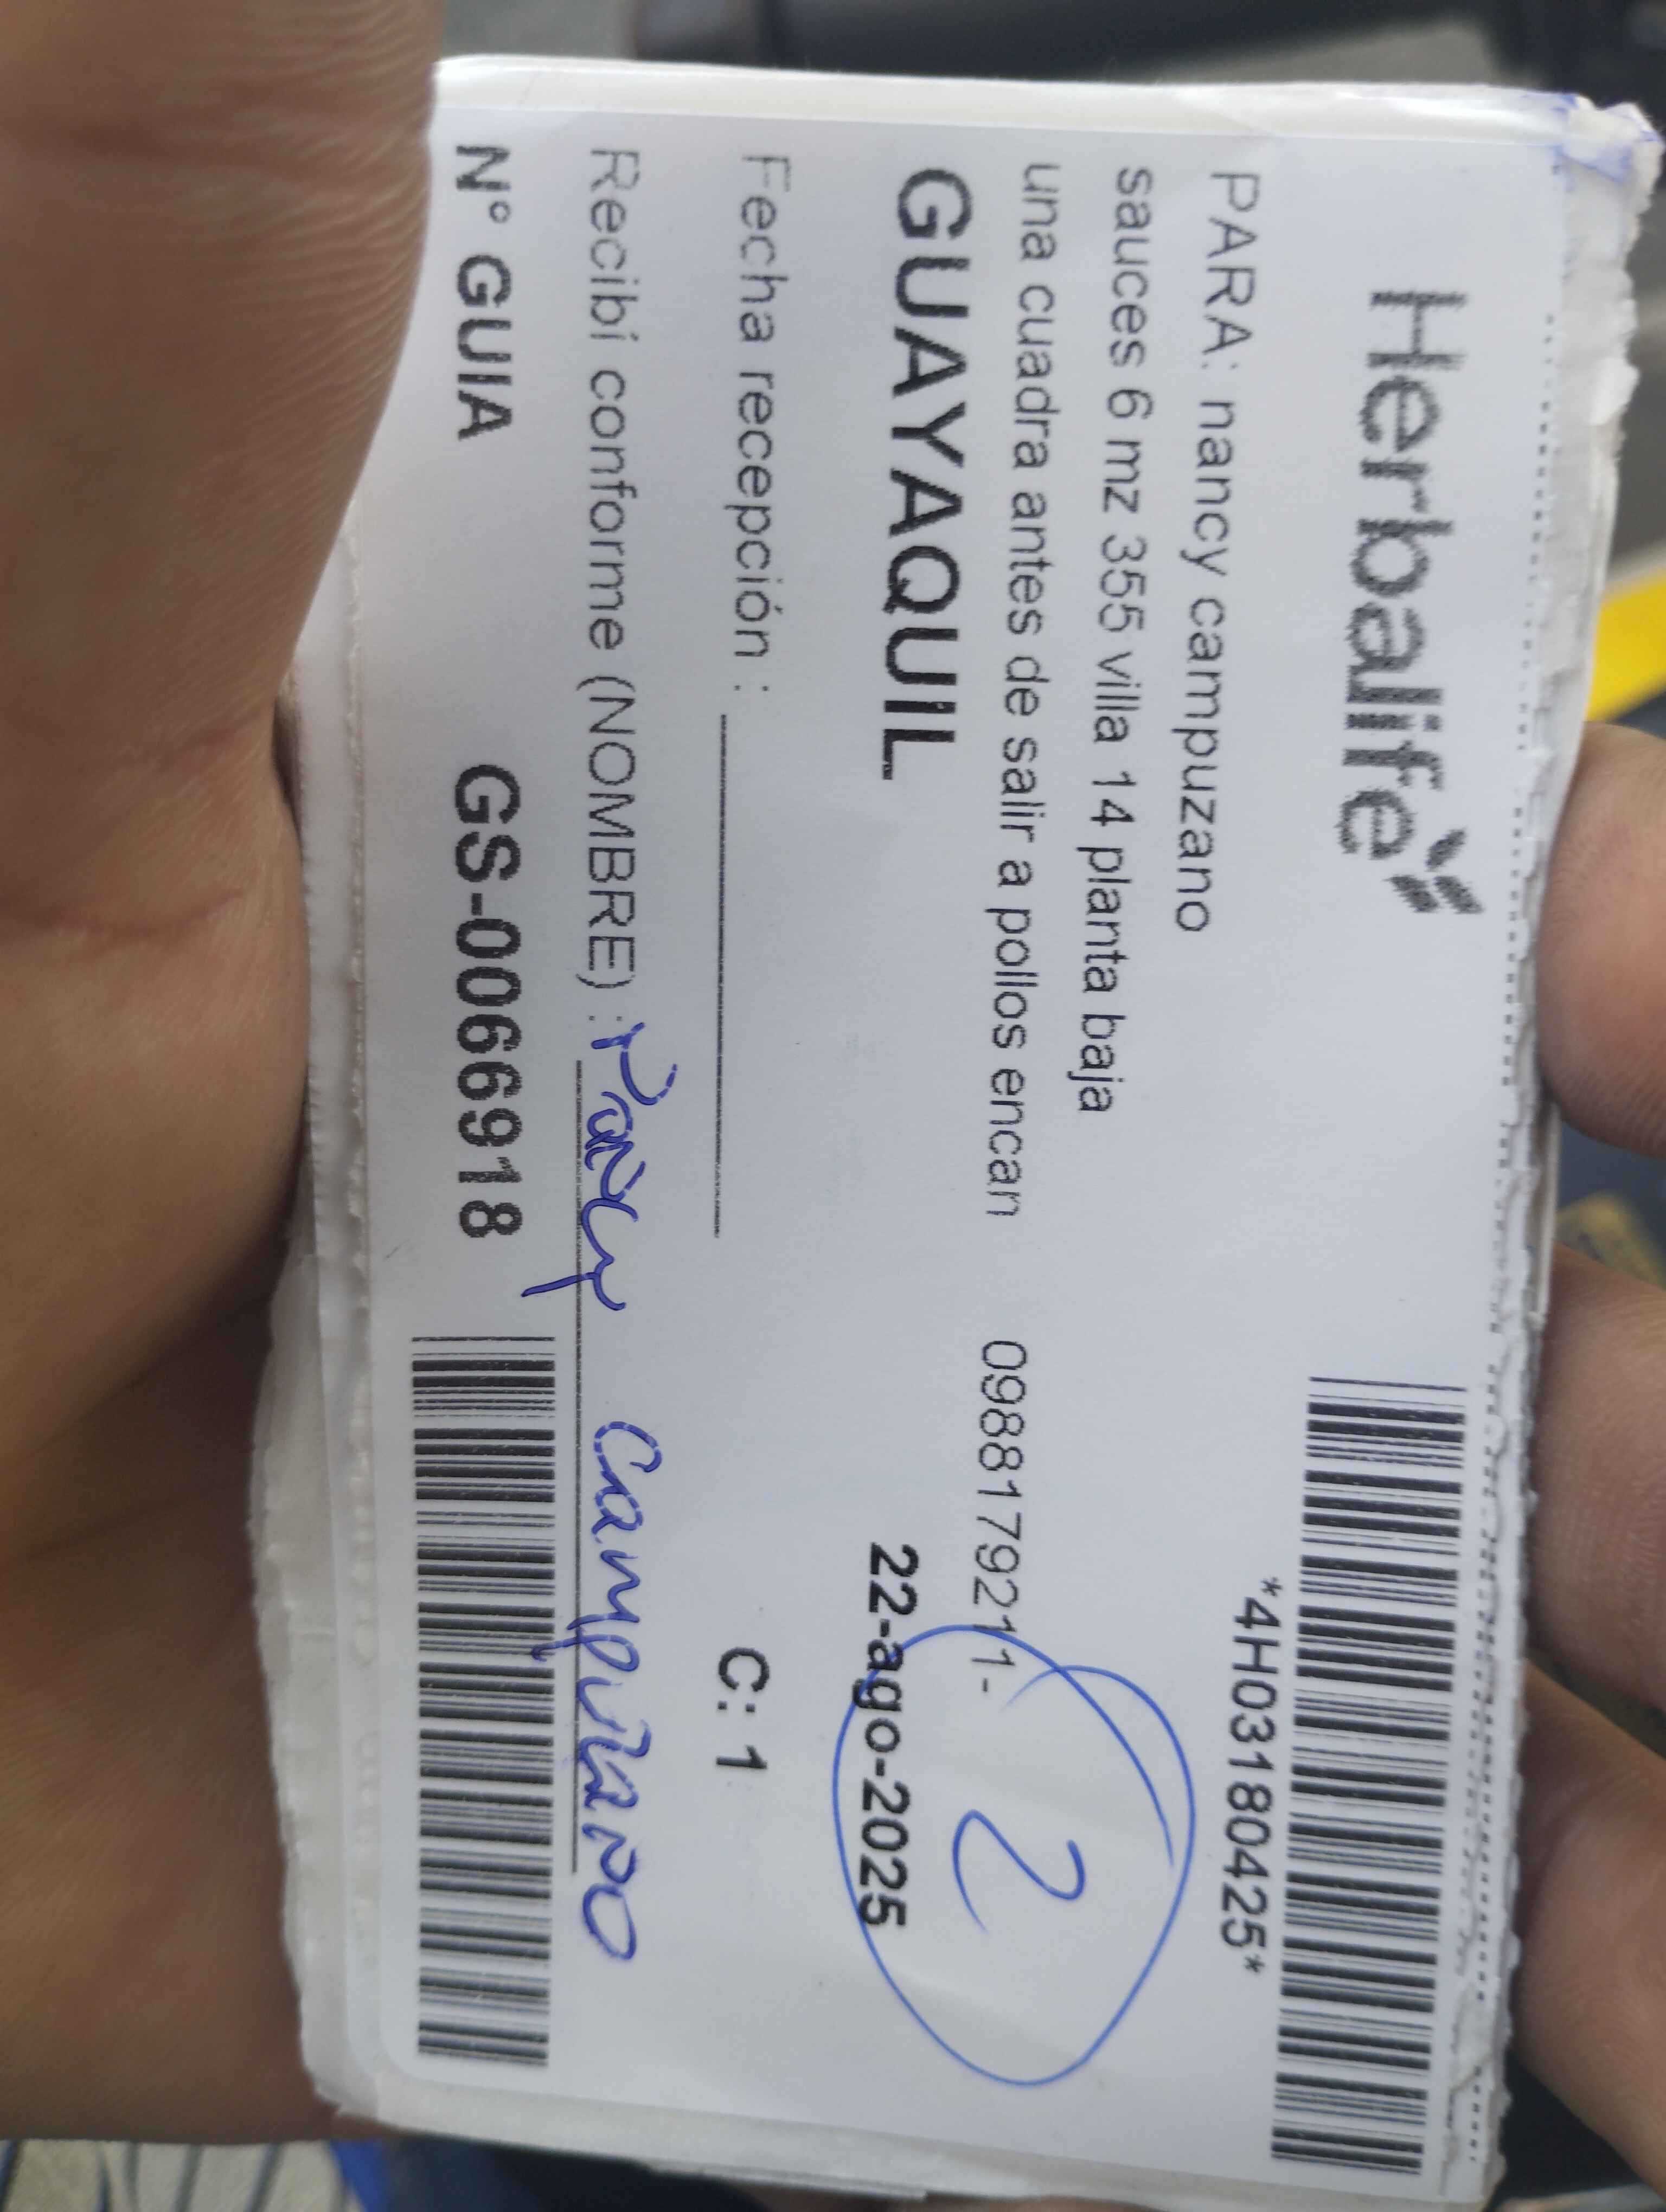 Herbalife
*4H03180425*
PARA: nancy campuzano
sauces 6 mz 355 villa 14 planta baja
una cuadra antes de salir a pollos encan 0988179211-
2
GUAYAQUIL 22-ago-2025
Fecha recepción : C: 1
Recibí conforme (NOMBRE) : Nancy Campuzano
N° GUIA GS-0066918